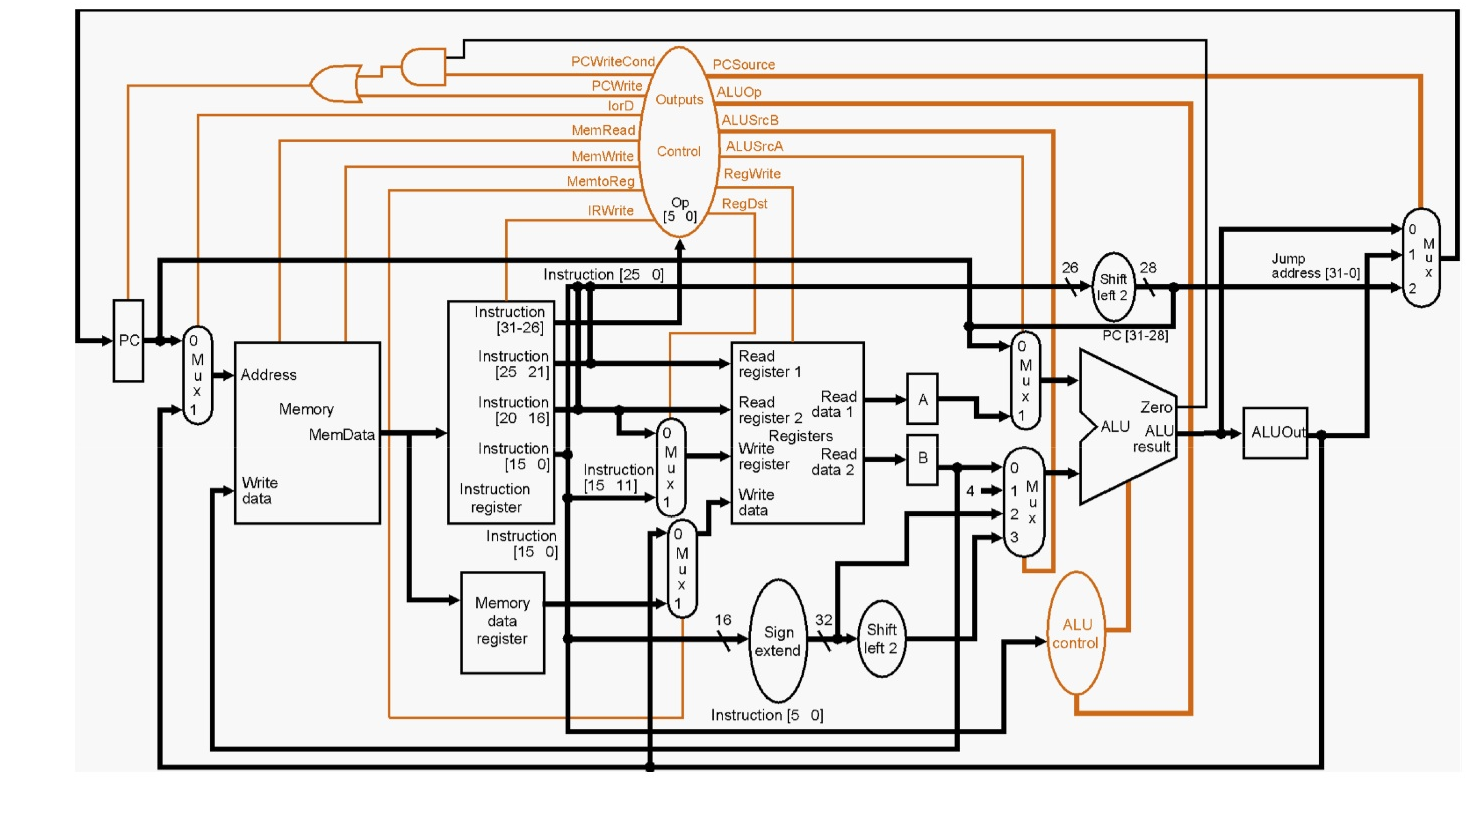 PCWriteCond
PCSource
PCWrite
ALUOp
IorD
Outputs
ALUSrcB
MemRead
ALUSrcA
MemWrite
Control
RegWrite
MemtoReg
RegDst
IRWrite
Op
[5 0]
Instruction [25 0]
26
Shift
left 2
28
Jump
address [31-0]
0
1
2
M
u
x
PC [31-28]
PC
0
M
u
x
1
Address
Memory
MemData
Write
data
Instruction
[31-26]
Instruction
[25 21]
Instruction
[20 16]
Instruction
[15 0]
Instruction
register
Instruction
[15 0]
Instruction
[15 11]
0
M
u
x
1
0
M
u
x
1
Memory
data
register
Read
register 1
Read
register 2
Write
register
Write
data
Registers
Read
data 1
Read
data 2
A
B
0
M
u
x
1
4
0
1
2
3
M
u
x
ALU
Zero
ALU
result
ALUOut
16
Sign
extend
32
Shift
left 2
ALU
control
Instruction [5 0]